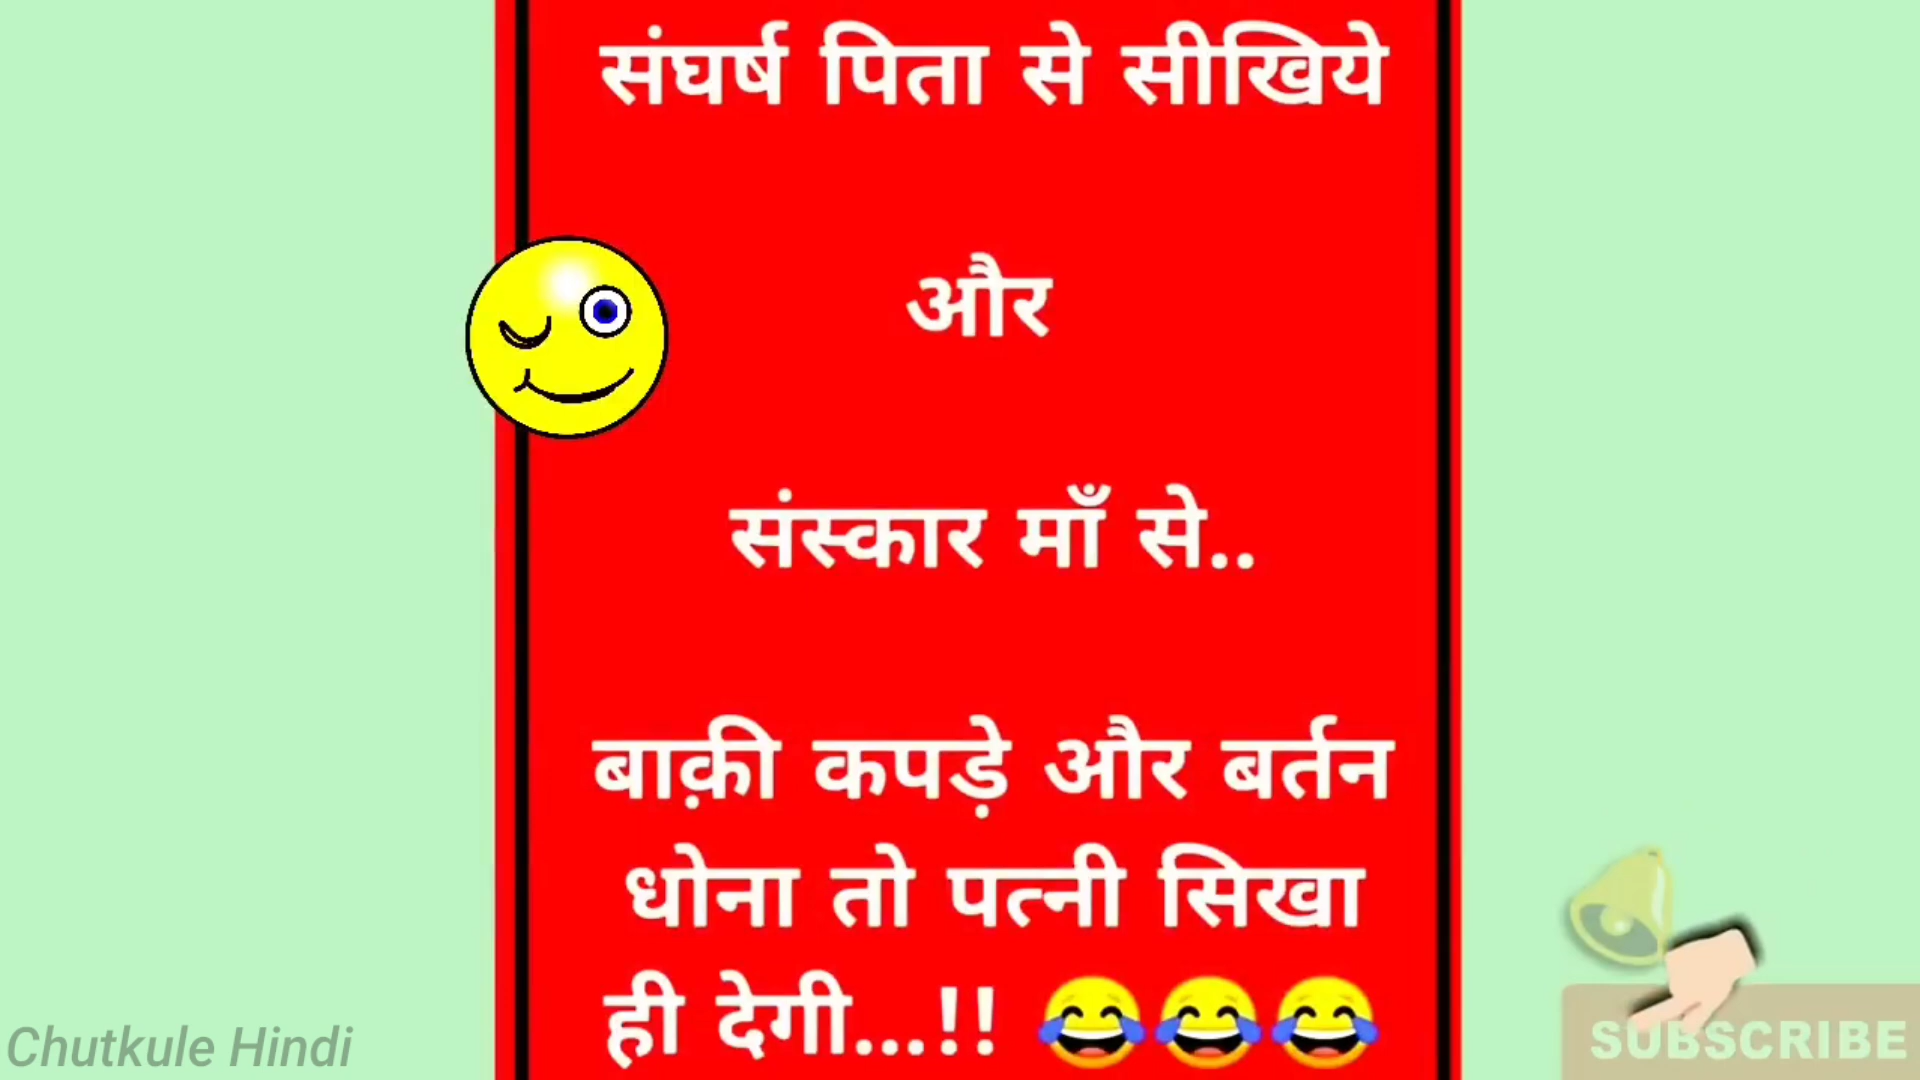 संघर्ष पिता से सीखिये
और
संस्कार माँ से..
बाक़ी कपड़े और बर्तन
धोना तो पत्नी सिखा
ही देगी...!! 😂😂😂
Chutkule Hindi
SUBSCRIBE